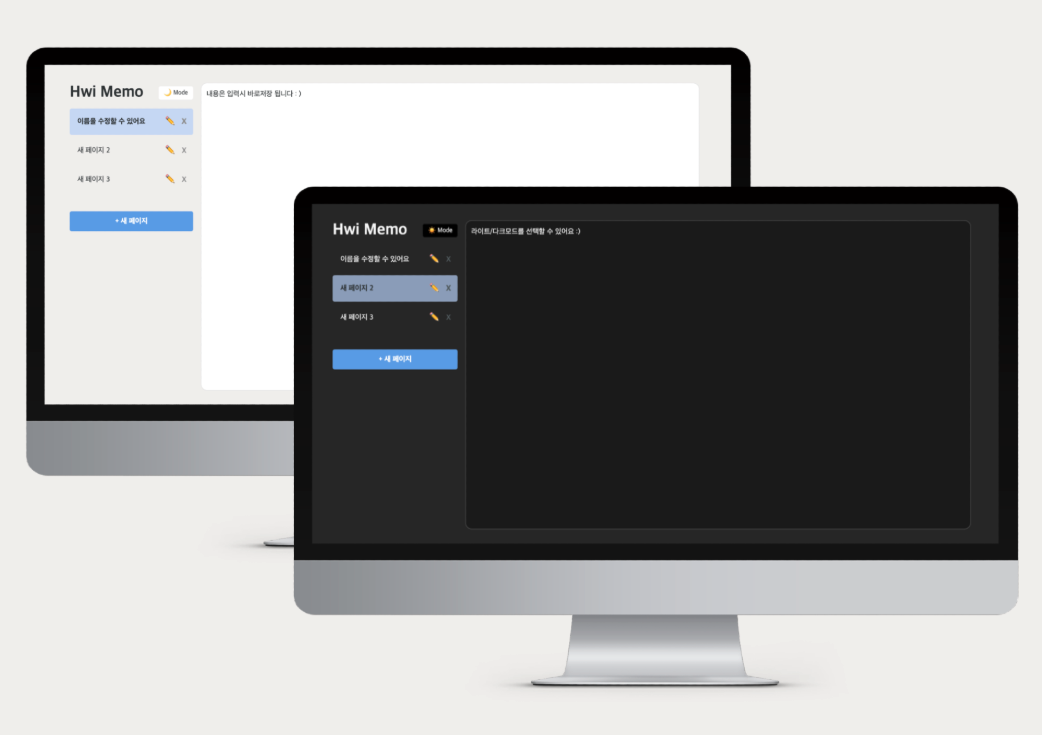 Hwi Memo
🌙 Mode
이름을 수정할 수 있어요 ✏️ X
새 페이지 2 ✏️ X
새 페이지 3 ✏️ X
+ 새 페이지
내용은 입력시 바로저장 됩니다 : )
Hwi Memo
☀️ Mode
이름을 수정할 수 있어요 ✏️ X
새 페이지 2 ✏️ X
새 페이지 3 ✏️ X
+ 새 페이지
라이트/다크모드를 선택할 수 있어요 :)